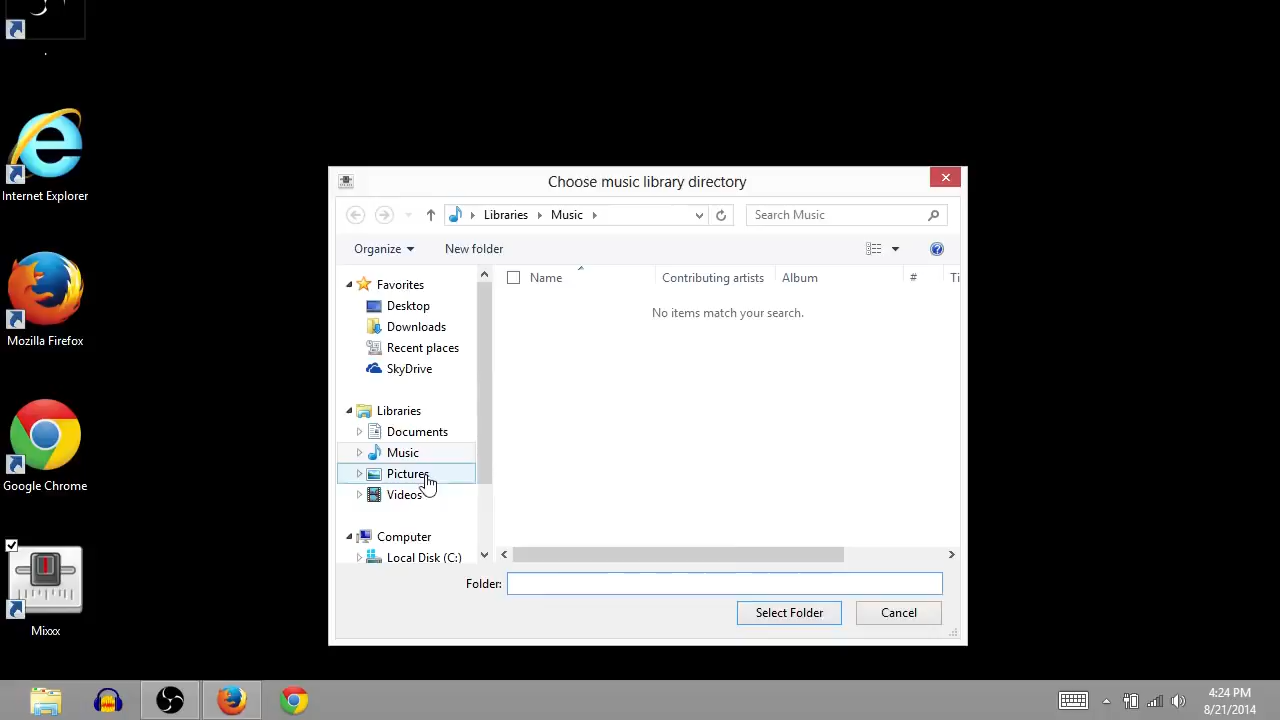 .
Internet Explorer
Mozilla Firefox
Google Chrome
Mixxx
Choose music library directory
Libraries
Music
Search Music
Organize
New folder
Favorites
Desktop
Downloads
Recent places
SkyDrive
Libraries
Documents
Music
Pictures
Videos
Computer
Local Disk (C:)
Name
Contributing artists
Album
#
Ti
No items match your search.
Folder:
Select Folder
Cancel
4:24 PM
8/21/2014